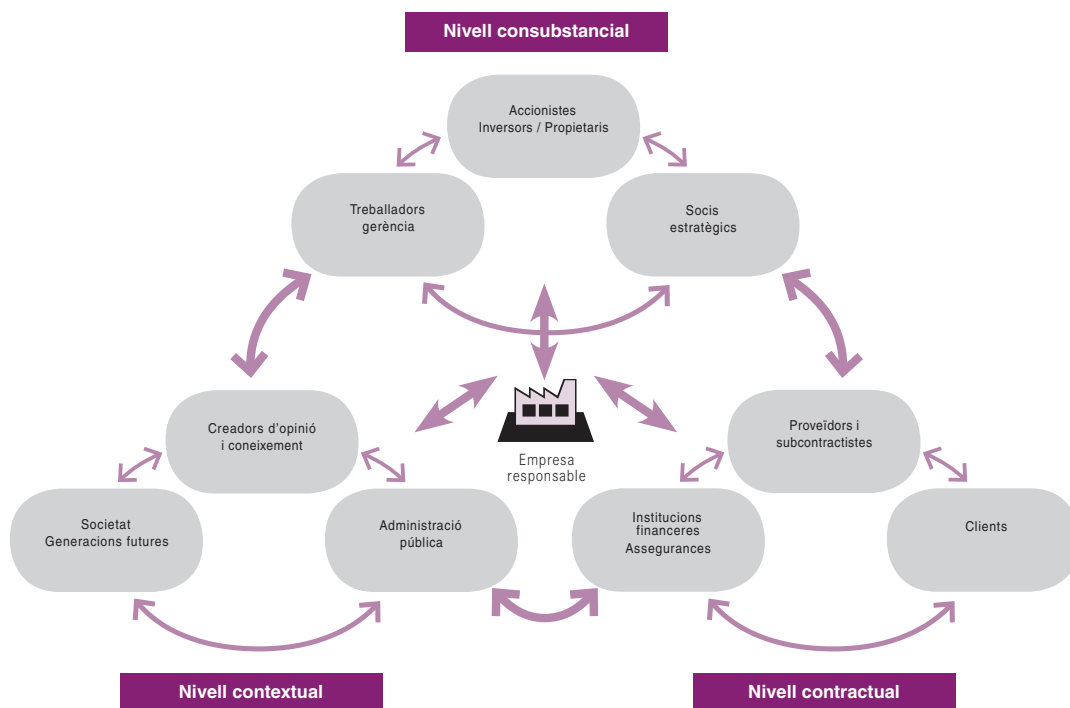 Nivell consubstancial
Accionistes
Inversors / Propietaris
Treballadors
gerència
Socis
estratègics
Creadors d'opinió
i coneixement
Proveïdors i
subcontractistes
Empresa
responsable
Societat
Generacions futures
Administració
pública
Institucions
financeres
Assegurances
Clients
Nivell contextual
Nivell contractual